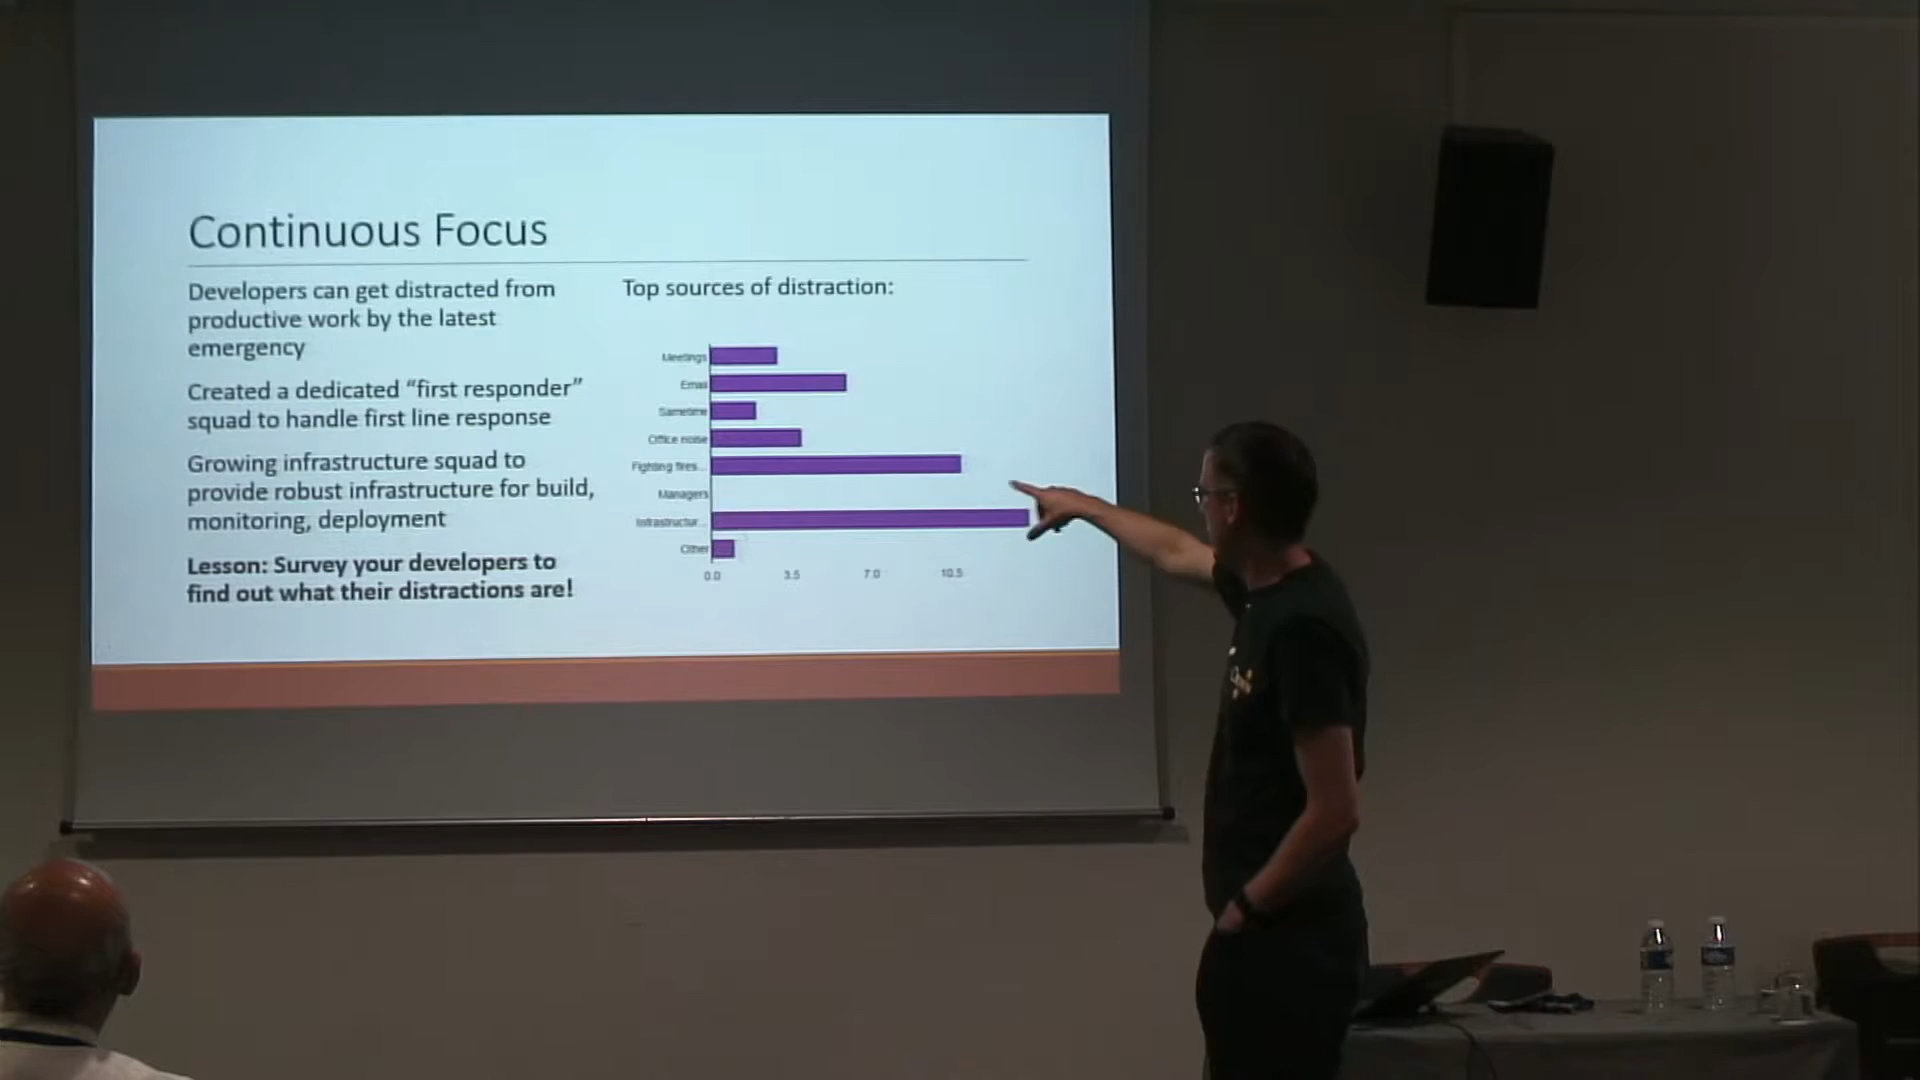 Continuous Focus
Developers can get distracted from
productive work by the latest
emergency
Created a dedicated “first responder”
squad to handle first line response
Growing infrastructure squad to
provide robust infrastructure for build,
monitoring, deployment
Lesson: Survey your developers to
find out what their distractions are!
Top sources of distraction:
Meetings
Email
Sametime
Office noise
Fighting fires...
Managers
Infrastructur...
Other
0.0 3.5 7.0 10.5